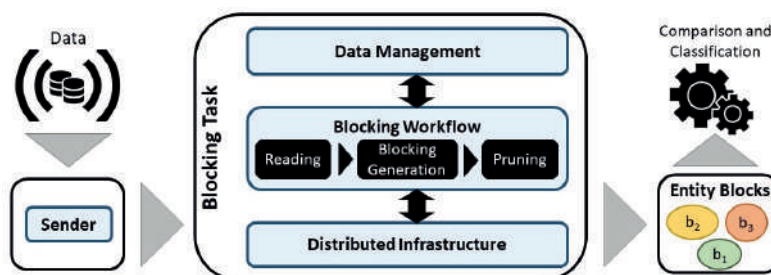 Data
Sender
Blocking Task
Data Management
Blocking Workflow
Reading
Blocking
Generation
Pruning
Distributed Infrastructure
Comparison and
Classification
Entity Blocks
b2
b3
b1